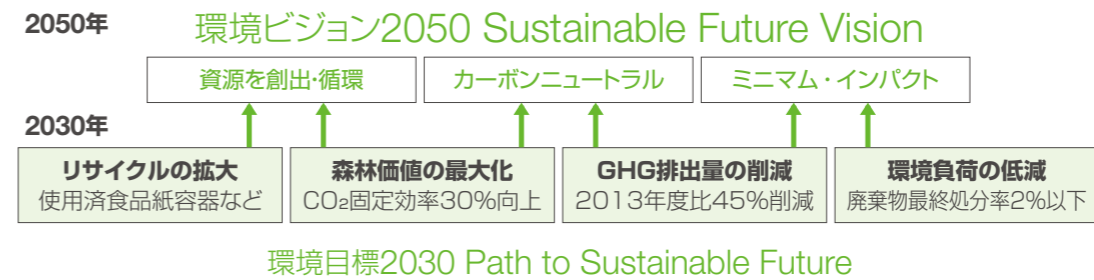 2050年
環境ビジョン2050 Sustainable Future Vision
資源を創出・循環
カーボンニュートラル
ミニマム・インパクト
2030年
リサイクルの拡大
使用済食品紙容器など
森林価値の最大化
CO₂固定効率30%向上
GHG排出量の削減
2013年度比45%削減
環境負荷の低減
廃棄物最終処分率2%以下
環境目標2030 Path to Sustainable Future